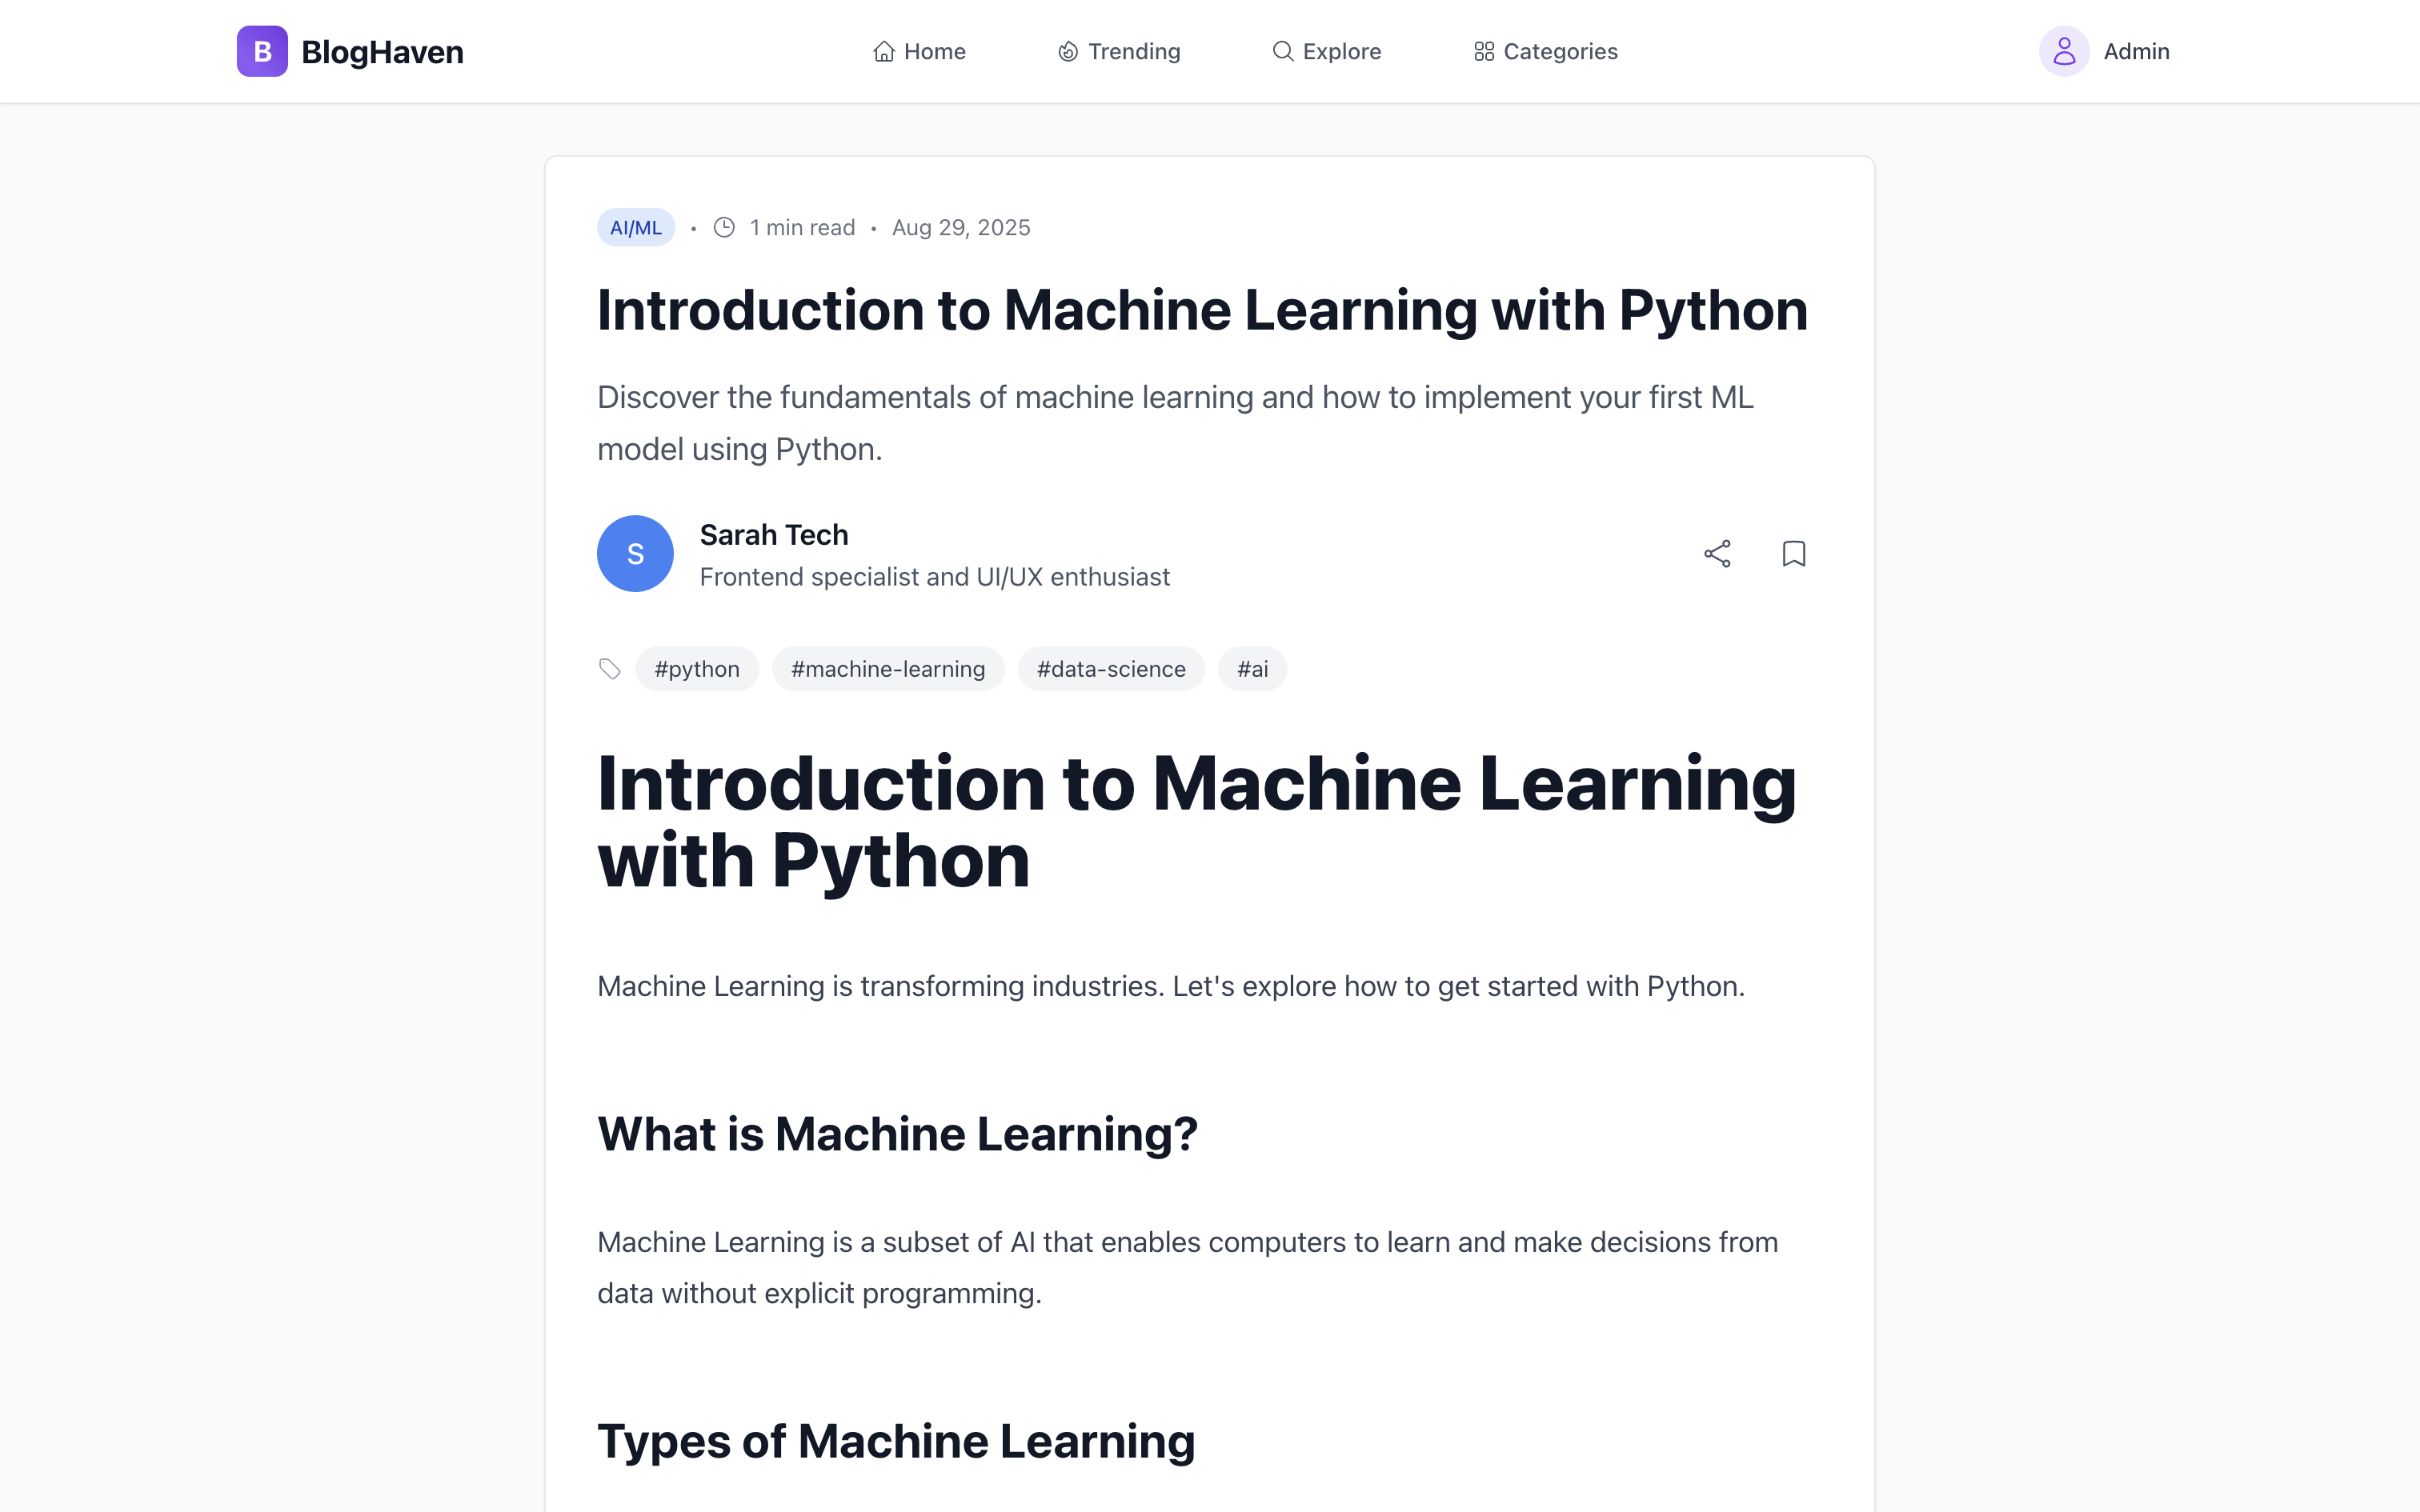 B BlogHaven Home Trending Explore Categories Admin
AI/ML • 1 min read • Aug 29, 2025
Introduction to Machine Learning with Python
Discover the fundamentals of machine learning and how to implement your first ML
model using Python.
S
Sarah Tech
Frontend specialist and UI/UX enthusiast
#python #machine-learning #data-science #ai
Introduction to Machine Learning
with Python
Machine Learning is transforming industries. Let's explore how to get started with Python.
What is Machine Learning?
Machine Learning is a subset of AI that enables computers to learn and make decisions from
data without explicit programming.
Types of Machine Learning